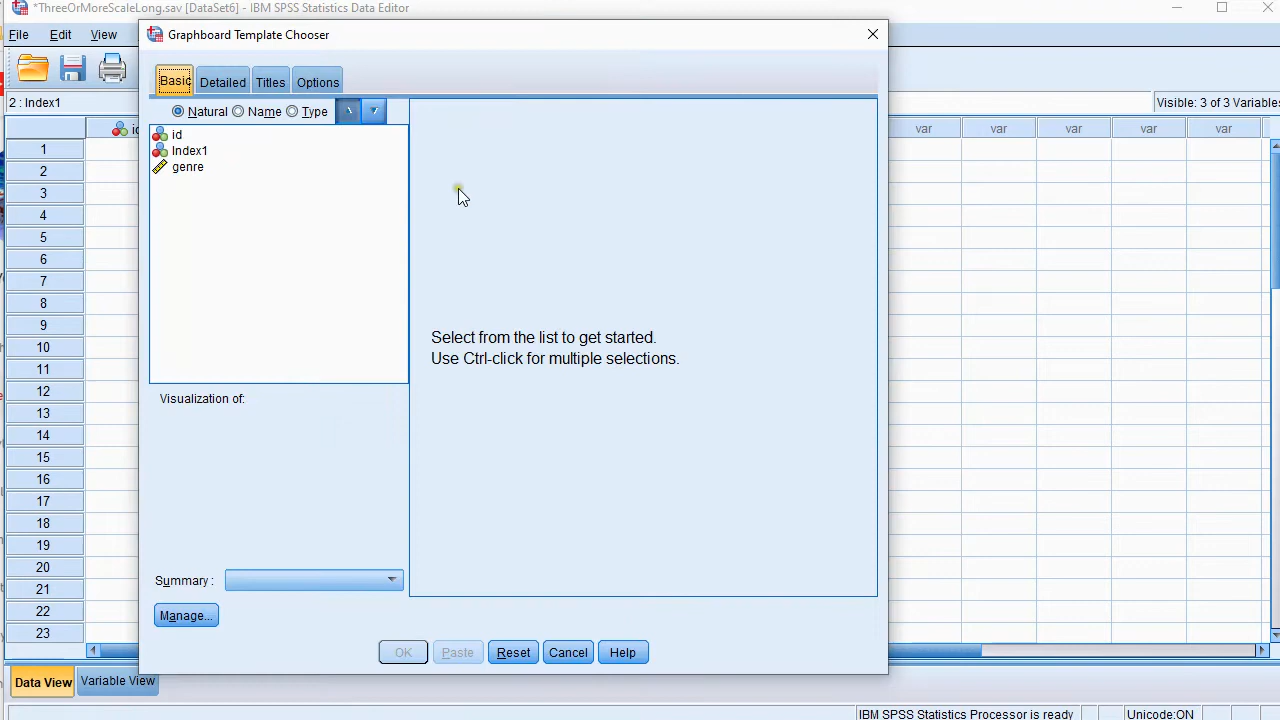 *ThreeOrMoreScaleLong.sav [DataSet6] - IBM SPSS Statistics Data Editor
File Edit View
Graphboard Template Chooser
Basic Detailed Titles Options
2 : Index1
Visible: 3 of 3 Variables
Natural Name Type
id
Index1
genre
var var var var var
1
2
3
4
5
6
7
8
9
10
11
12
13
14
15
16
17
18
19
20
21
22
23
Select from the list to get started.
Use Ctrl-click for multiple selections.
Visualization of:
Summary :
Manage...
OK Paste Reset Cancel Help
Data View Variable View
IBM SPSS Statistics Processor is ready Unicode:ON